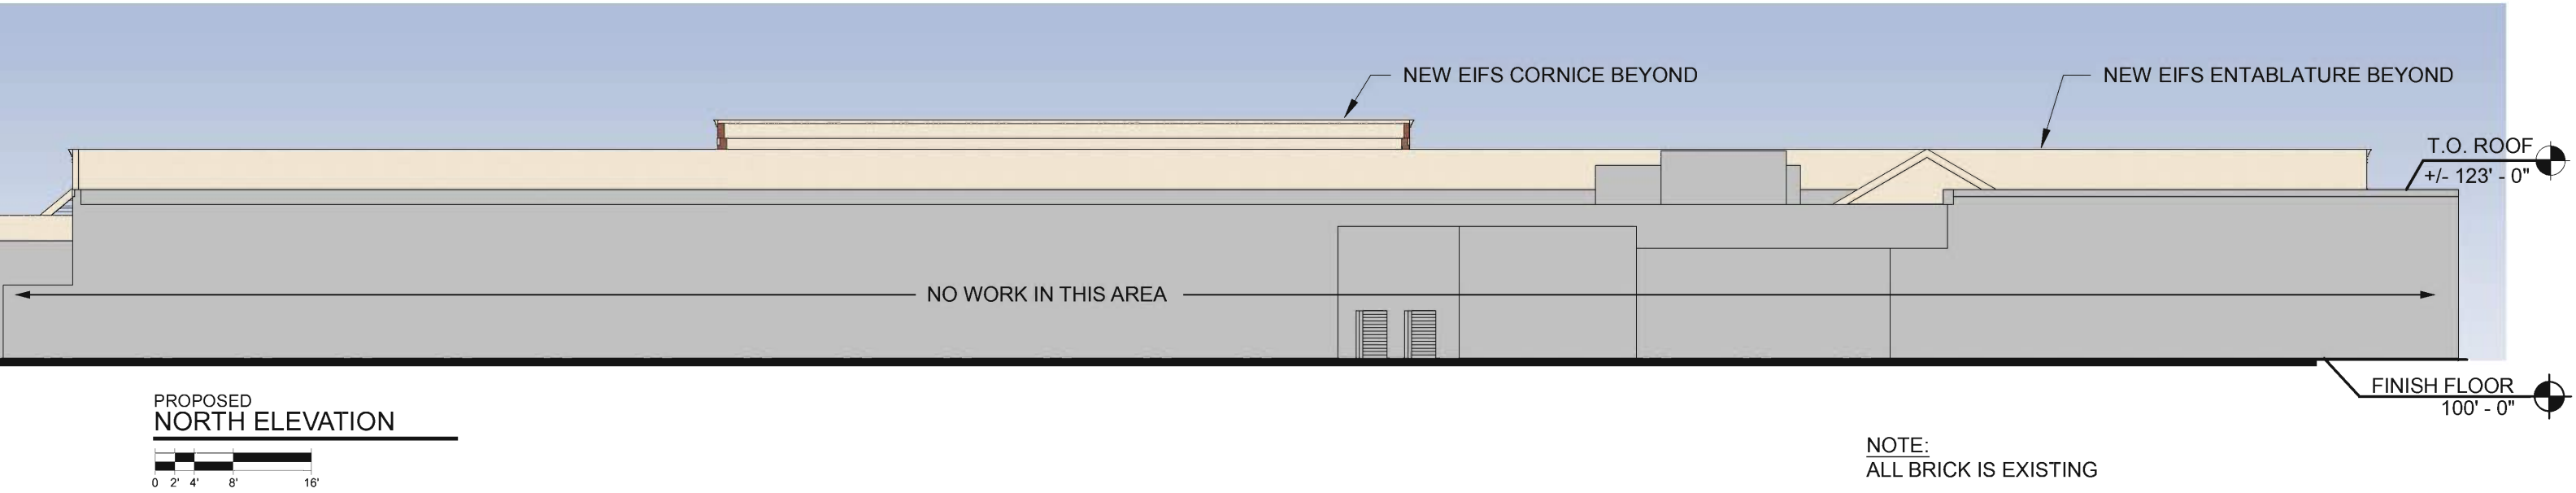 NEW EIFS CORNICE BEYOND
NEW EIFS ENTABLATURE BEYOND
T.O. ROOF
+/- 123' - 0"
NO WORK IN THIS AREA
FINISH FLOOR
100' - 0"
PROPOSED
NORTH ELEVATION
0 2' 4' 8' 16'
NOTE:
ALL BRICK IS EXISTING